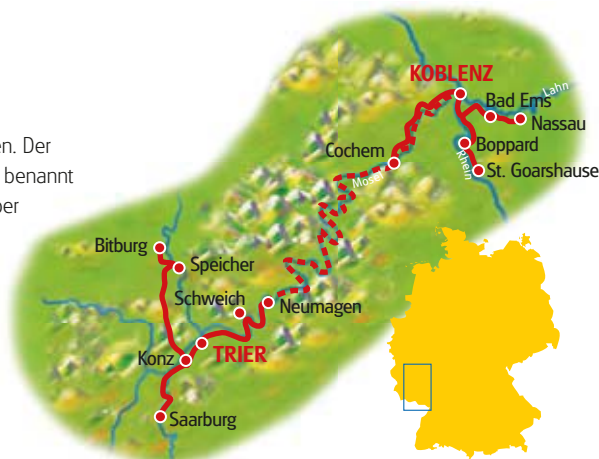 en. Der
benannt
ber
KOBLENZ
Lahn
Bad Ems
Nassau
Cochem
Boppard
Mosel
Rhein
St. Goarshause
Bitburg
Speicher
Schweich
Neumagen
Konz
TRIER
Saarburg